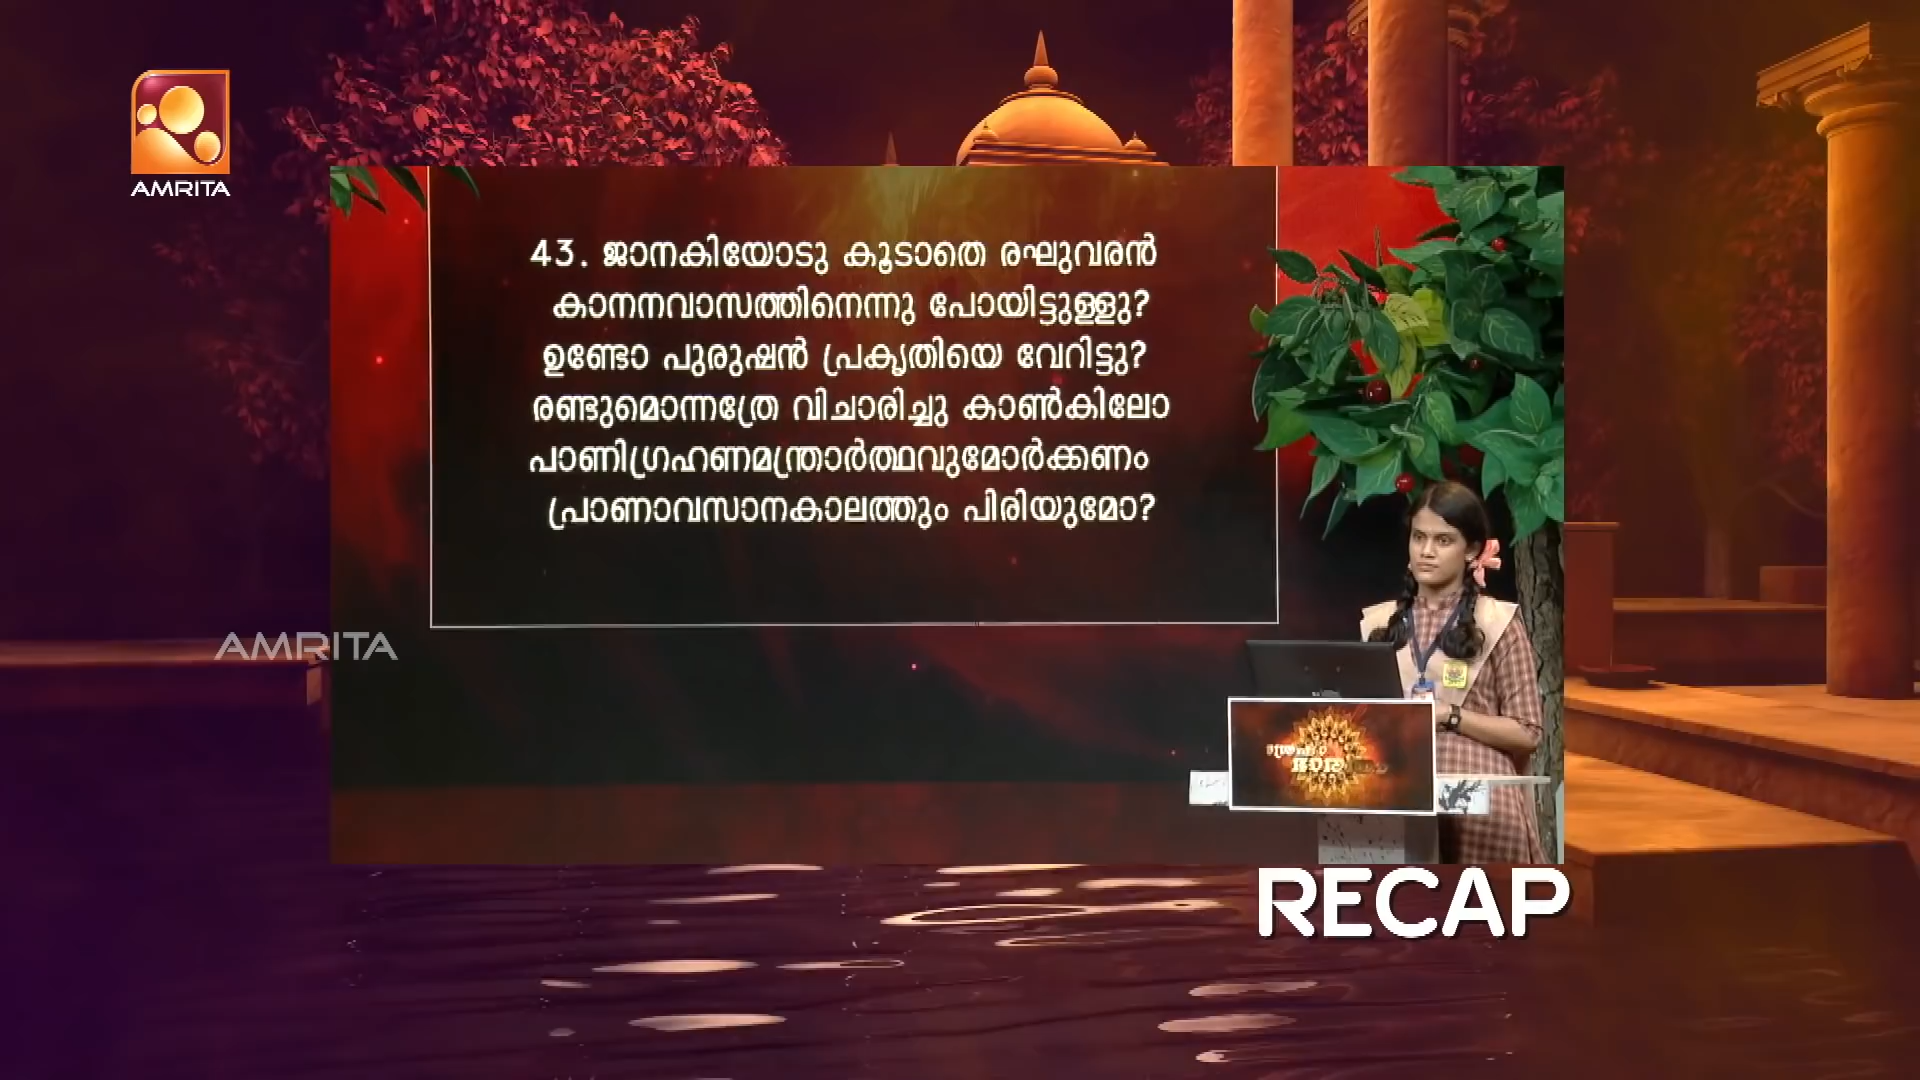 AMRITA
43. ജാനകിയോടു കൂടാതെ രഘുവരൻ
കാനനവാസത്തിനെന്നു പോയിട്ടുള്ളു?
ഉണ്ടോ പുരുഷൻ പ്രകൃതിയെ വേറിട്ടു?
രണ്ടുമൊന്നത്രേ വിചാരിച്ചു കാൺകിലോ
പാണിഗ്രഹണമന്ത്രാർത്ഥവുമോർക്കണം
പ്രാണാവസാനകാലത്തും പിരിയുമോ?
AMRITA
RECAP